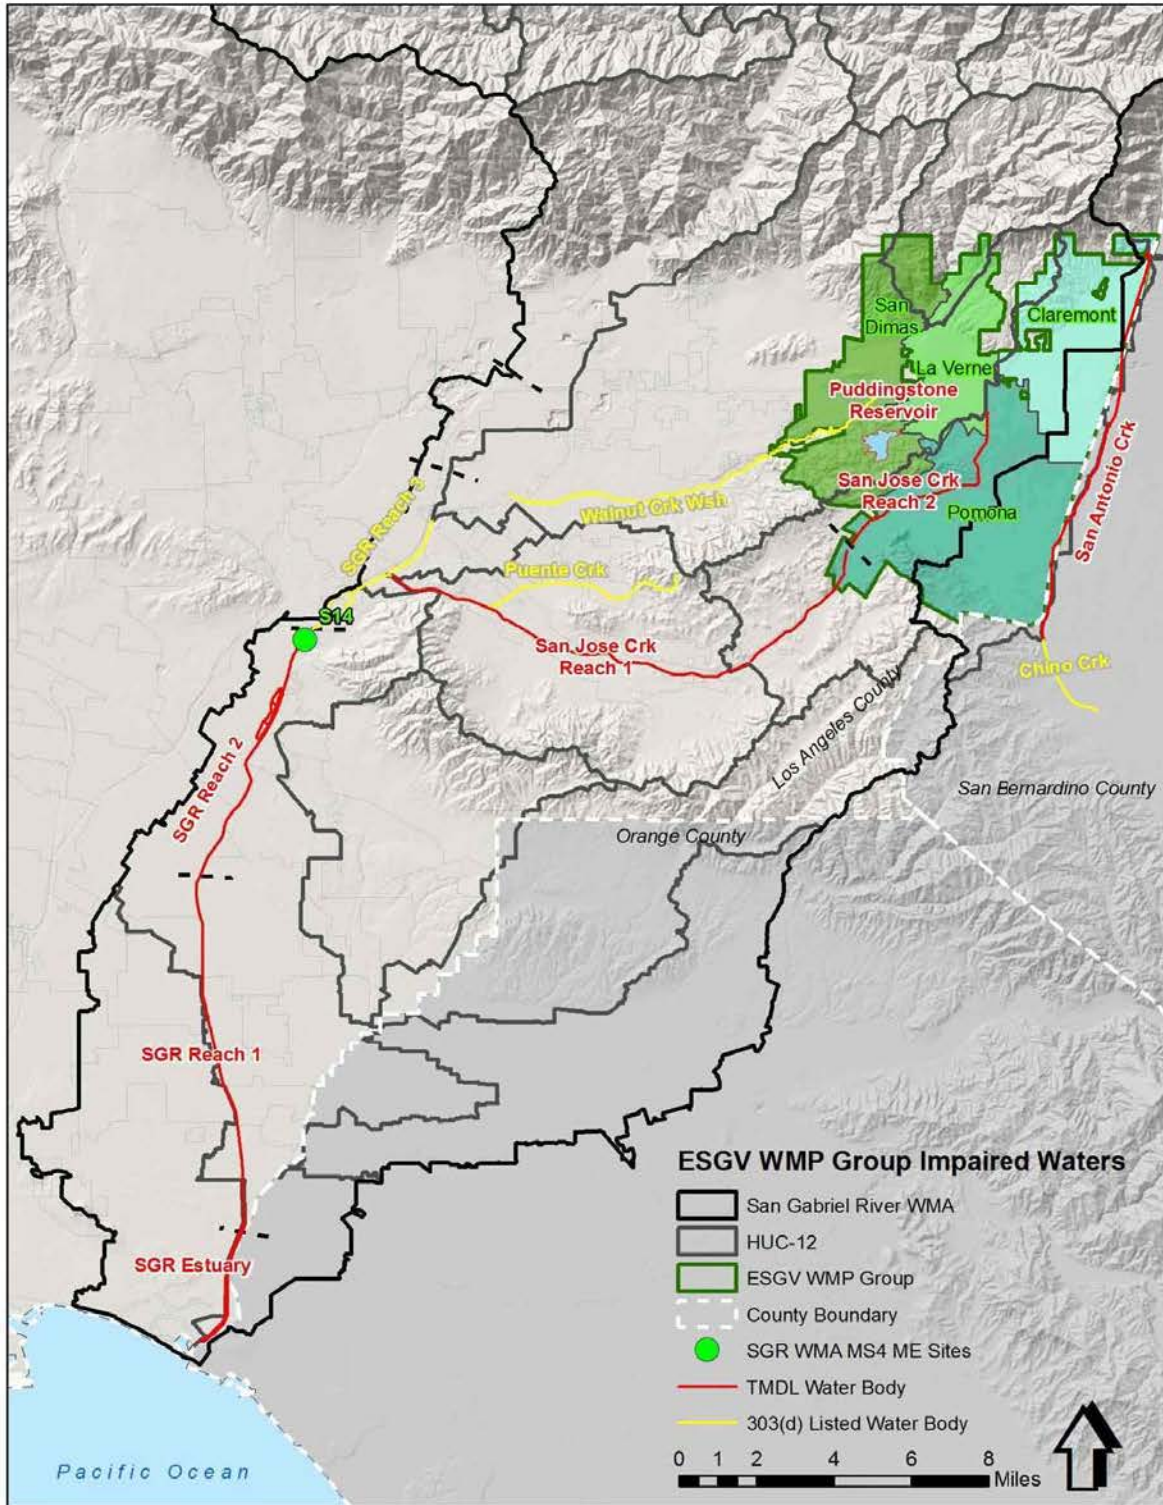 San
Dimas
Claremont
La Verne
Puddingstone
Reservoir
San Jose Crk
Reach 2
Pomona
San Antonio Crk
Walnut Crk Wsh
SGR Reach 3
Puente Crk
S14
San Jose Crk
Reach 1
Chino Crk
Los Angeles County
San Bernardino County
Orange County
SGR Reach 2
SGR Reach 1
SGR Estuary
Pacific Ocean
ESGV WMP Group Impaired Waters
San Gabriel River WMA
HUC-12
ESGV WMP Group
County Boundary
SGR WMA MS4 ME Sites
TMDL Water Body
303(d) Listed Water Body
0 2 4 6 8
Miles